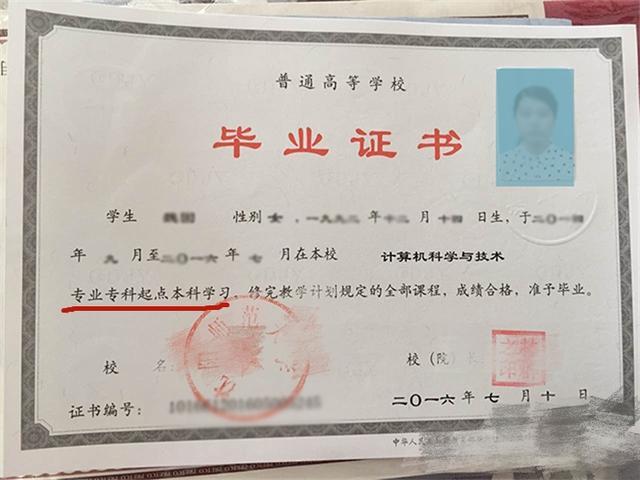 普通高等学校
毕业证书
学生 性别 女，一九九二年十二月十四日生，于二〇一四
年九月至二〇一六年七月在本校 计算机科学与技术
专业专科起点本科学习，修完教学计划规定的全部课程，成绩合格，准予毕业。
校 名： 校（院）长
证书编号：
二〇一六年七月十日